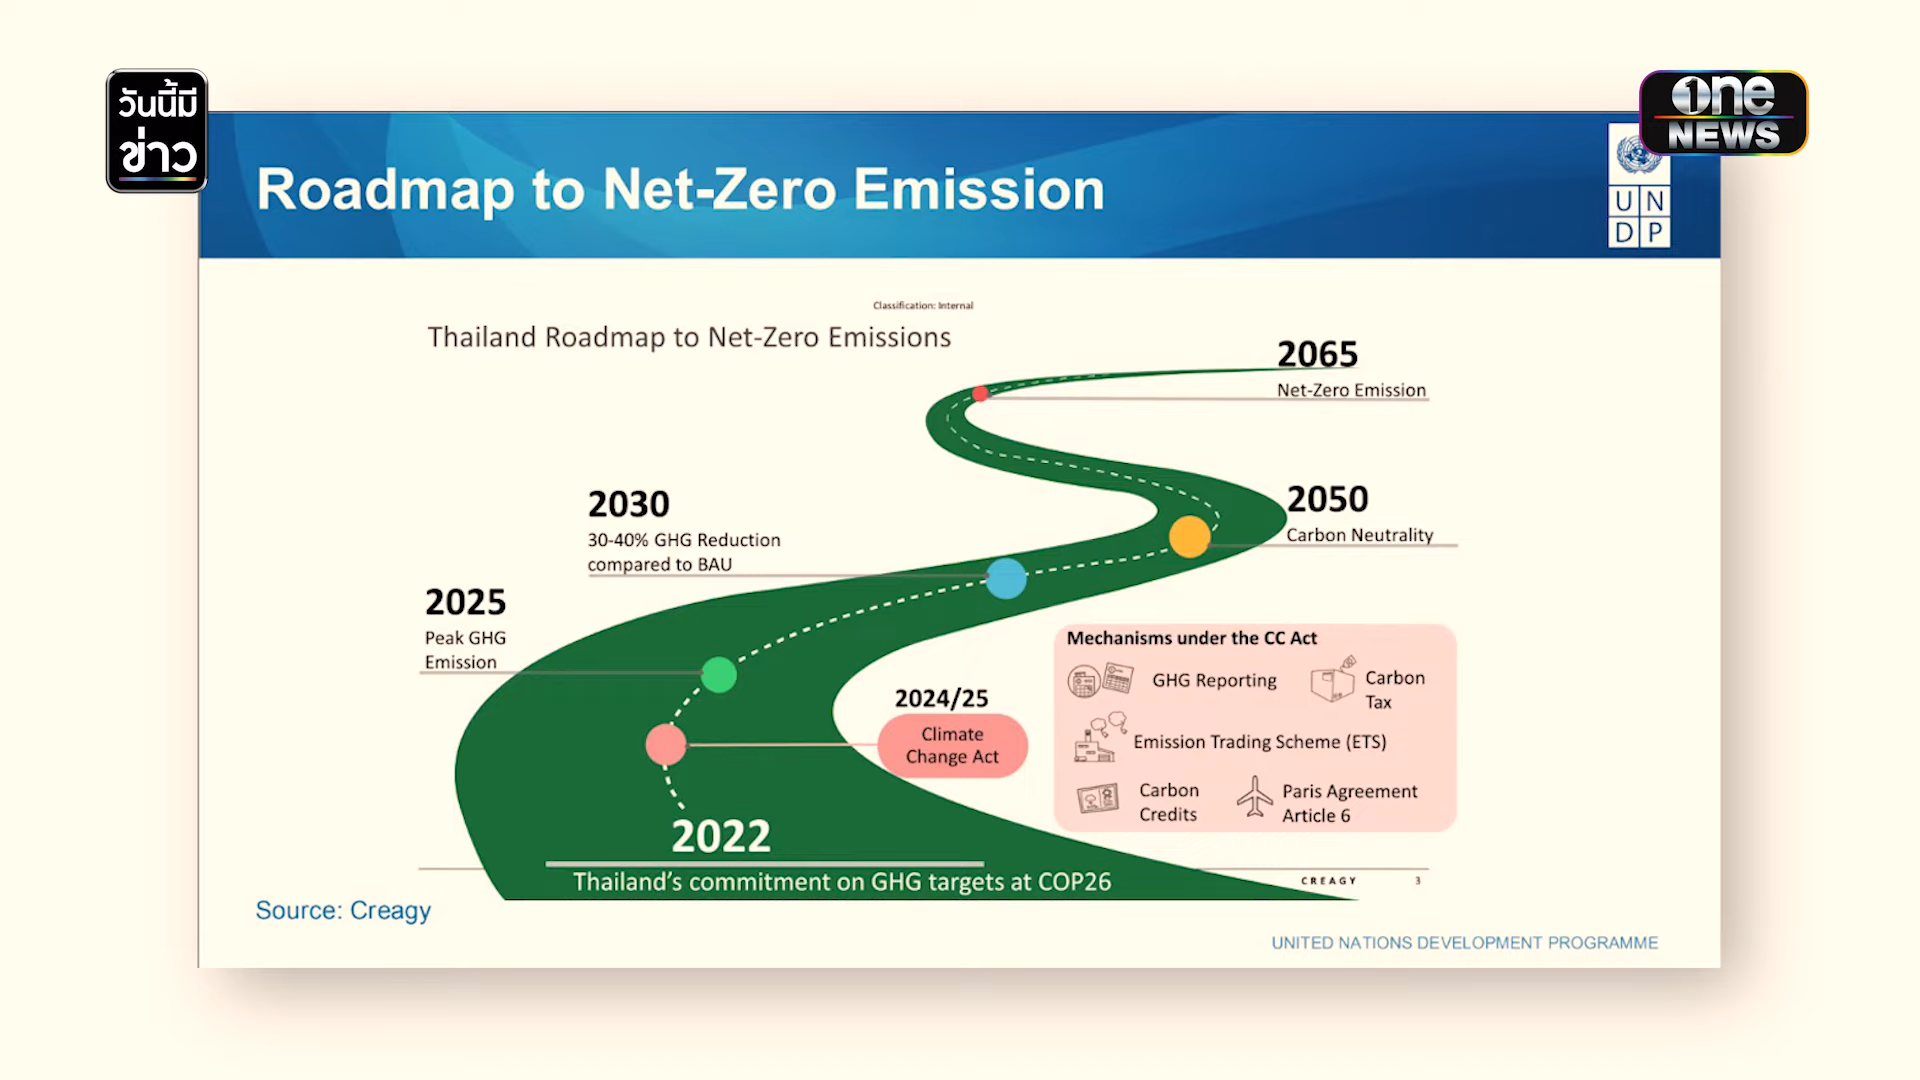 วันนี้มี
ข่าว
one
NEWS
Roadmap to Net-Zero Emission
U N
D P
Classification: Internal
Thailand Roadmap to Net-Zero Emissions
2065
Net-Zero Emission
2050
Carbon Neutrality
2030
30-40% GHG Reduction
compared to BAU
2025
Peak GHG
Emission
2024/25
Climate
Change Act
Mechanisms under the CC Act
GHG Reporting
Carbon
Tax
Emission Trading Scheme (ETS)
Carbon
Credits
Paris Agreement
Article 6
2022
Thailand’s commitment on GHG targets at COP26
CREAGY 3
Source: Creagy
UNITED NATIONS DEVELOPMENT PROGRAMME